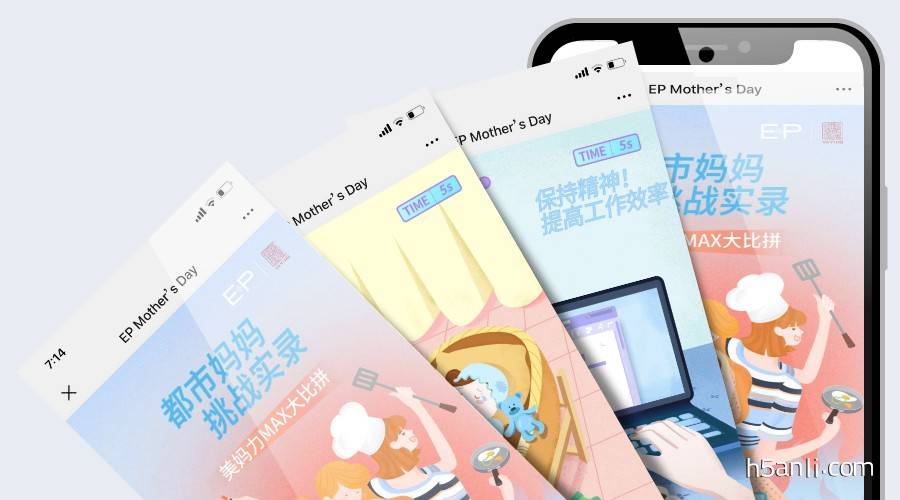 7:14
EP Mother's Day
EP
都市妈妈
挑战实录
美妈力MAX大比拼
Mother's Day
TIME 5s
EP Mother's Day
TIME 5s
保持精神！
提高工作效率
EP Mother's Day
EP
都市妈妈
挑战实录
MAX大比拼
h5anli.com